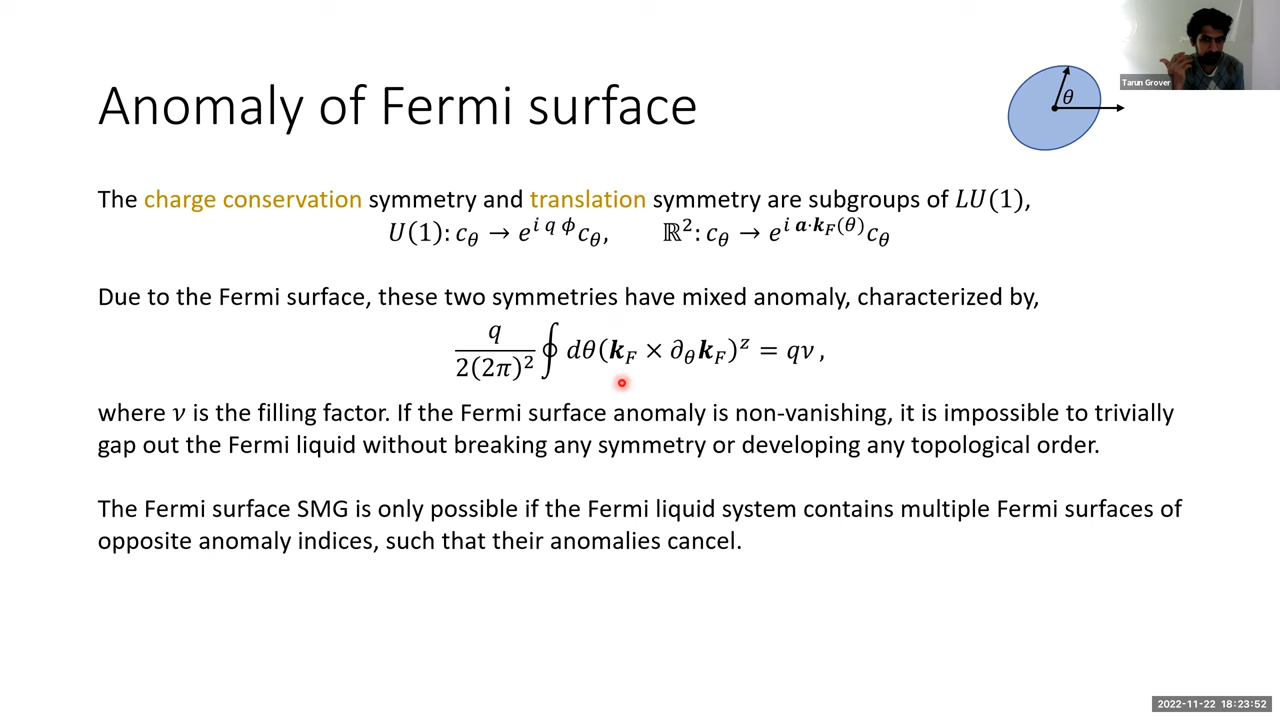 Tarun Grover
θ
Anomaly of Fermi surface
The charge conservation symmetry and translation symmetry are subgroups of LU(1),
U(1): c_θ → e^{i q ϕ}c_θ,   ℝ²: c_θ → e^{i 𝒂·𝒌_F(θ)}c_θ
Due to the Fermi surface, these two symmetries have mixed anomaly, characterized by,
q/(2(2π)²) ∮ dθ(𝒌_F × ∂_θ𝒌_F)^z = qν,
where ν is the filling factor. If the Fermi surface anomaly is non-vanishing, it is impossible to trivially
gap out the Fermi liquid without breaking any symmetry or developing any topological order.
The Fermi surface SMG is only possible if the Fermi liquid system contains multiple Fermi surfaces of
opposite anomaly indices, such that their anomalies cancel.
2022-11-22 18:23:52